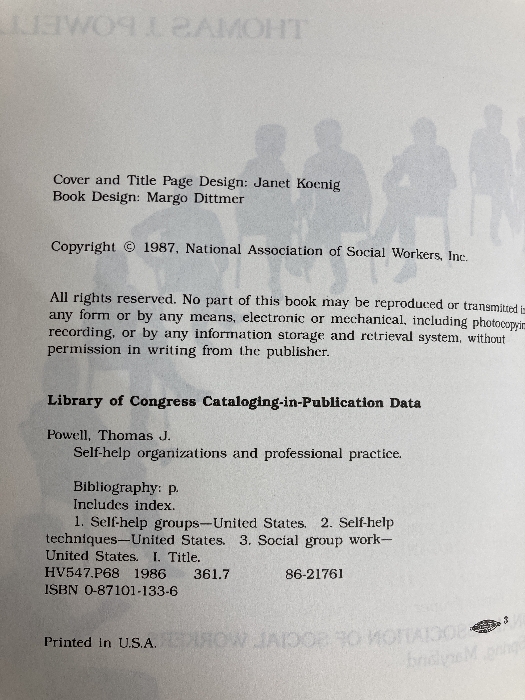 Cover and Title Page Design: Janet Koenig
Book Design: Margo Dittmer
Copyright © 1987, National Association of Social Workers, Inc.
All rights reserved. No part of this book may be reproduced or transmitted
any form or by any means, electronic or mechanical, including
recording, or by any information storage and retrieval system, without
permission in writing from the publisher.
Library of Congress Cataloging-in-Publication Data
Powell, Thomas J.
Self-help organizations and professional practice.
Bibliography: p.
Includes index.
1. Self-help groups—United States. 2. Self-help
techniques—United States. 3. Social group work—
United States. I. Title.
HV547.P68 1986 361.7 86-21761
ISBN 0-87101-133-6
3
Printed in U.S.A.